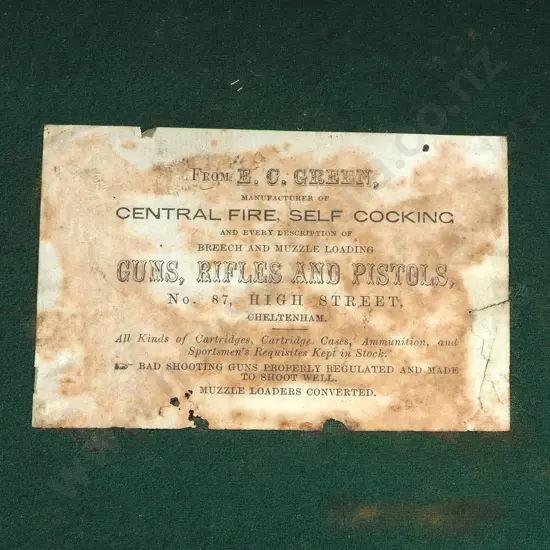 From E. C. GREEN,
MANUFACTURER OF
CENTRAL FIRE, SELF COCKING
AND EVERY DESCRIPTION OF
BREECH AND MUZZLE LOADING
GUNS, RIFLES AND PISTOLS,
No. 87, HIGH STREET,
CHELTENHAM.
All Kinds of Cartridges, Cartridge Cases, Ammunition, and
Sportsmen's Requisites Kept in Stock.
☞ BAD SHOOTING GUNS PROPERLY REGULATED AND MADE
TO SHOOT WELL.
MUZZLE LOADERS CONVERTED.